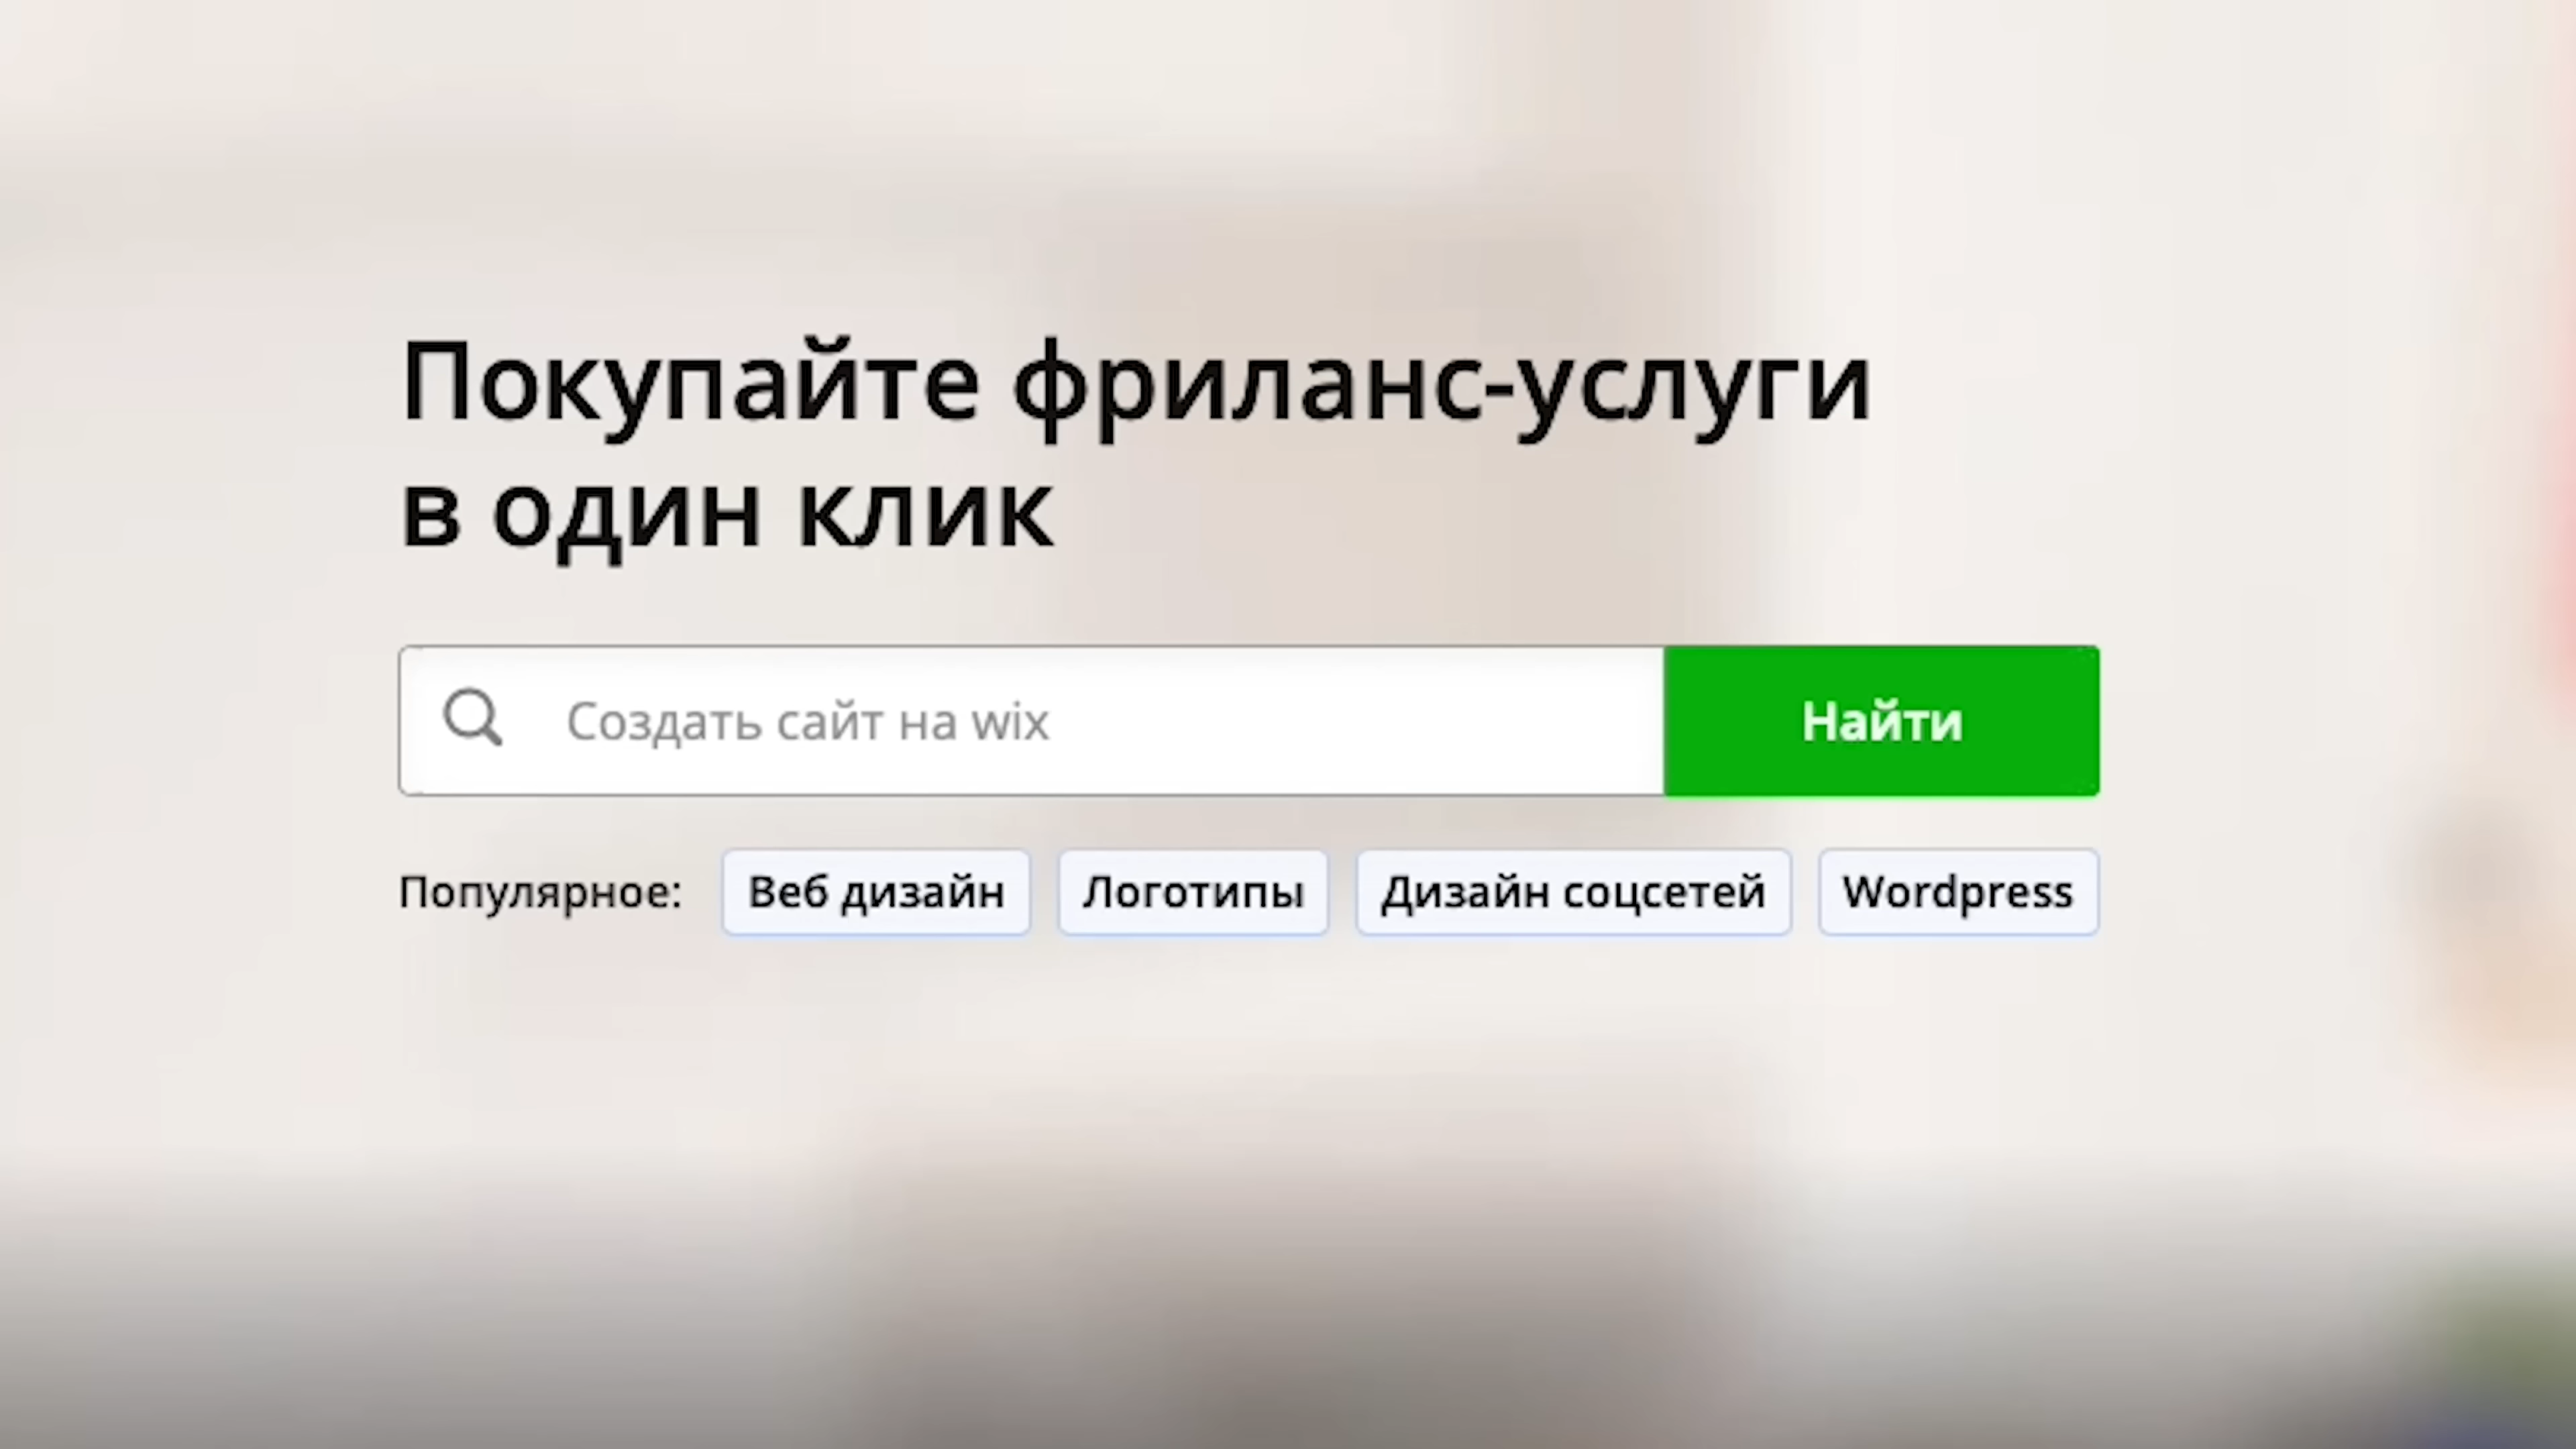 Покупайте фриланс-услуги
в один клик
Создать сайт на wix
Найти
Популярное: Веб дизайн Логотипы Дизайн соцсетей Wordpress